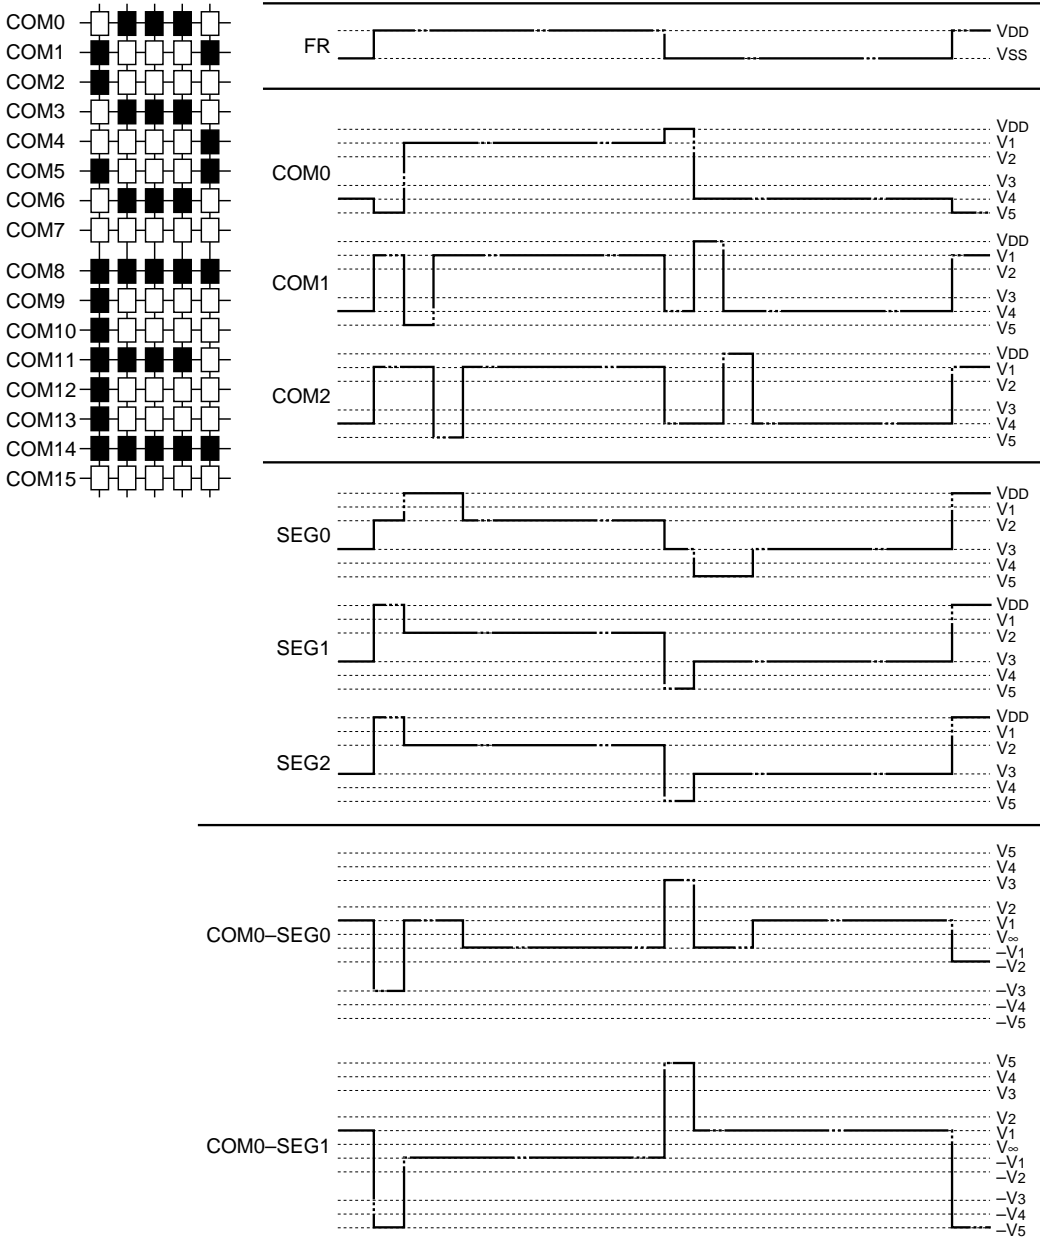 COM0
COM1
COM2
COM3
COM4
COM5
COM6
COM7
COM8
COM9
COM10
COM11
COM12
COM13
COM14
COM15
FR
VDD
VSS
COM0
VDD
V1
V2
V3
V4
V5
COM1
VDD
V1
V2
V3
V4
V5
COM2
VDD
V1
V2
V3
V4
V5
SEG0
VDD
V1
V2
V3
V4
V5
SEG1
VDD
V1
V2
V3
V4
V5
SEG2
VDD
V1
V2
V3
V4
V5
COM0–SEG0
V5
V4
V3
V2
V1
V∞
–V1
–V2
–V3
–V4
–V5
COM0–SEG1
V5
V4
V3
V2
V1
V∞
–V1
–V2
–V3
–V4
–V5